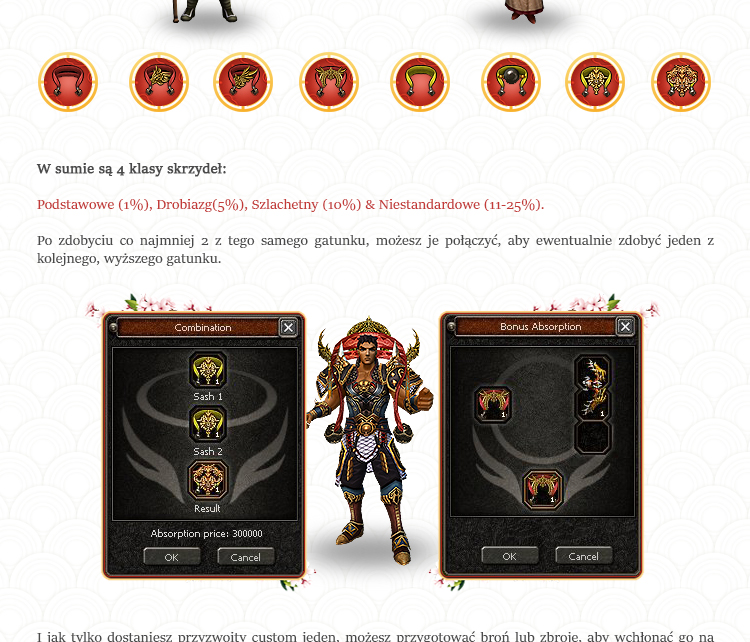 W sumie są 4 klasy skrzydeł:
Podstawowe (1%), Drobiazg(5%), Szlachetny (10%) & Niestandardowe (11-25%).
Po zdobyciu co najmniej 2 z tego samego gatunku, możesz je połączyć, aby ewentualnie zdobyć jeden z
kolejnego, wyższego gatunku.
Combination
1
Sash 1
1
Sash 2
1
Result
Absorption price: 300000
OK Cancel
Bonus Absorption
1
1
1
OK Cancel
I jak tylko dostaniesz przyzwoity custom jeden, możesz przygotować broń lub zbroję, aby wchłonąć go na